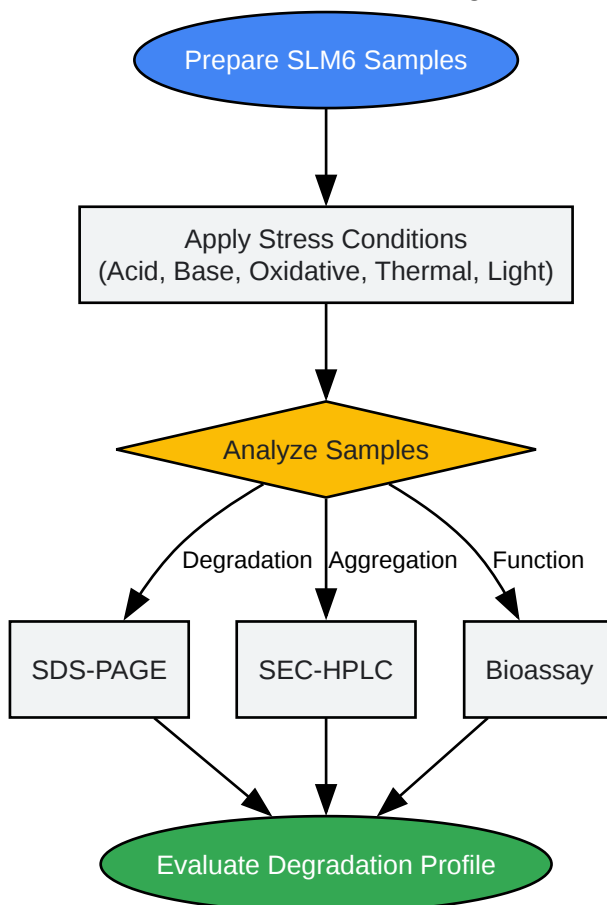 Prepare SLM6 Samples
Apply Stress Conditions
(Acid, Base, Oxidative, Thermal, Light)
Analyze Samples
Degradation
Aggregation
Function
SDS-PAGE
SEC-HPLC
Bioassay
Evaluate Degradation Profile